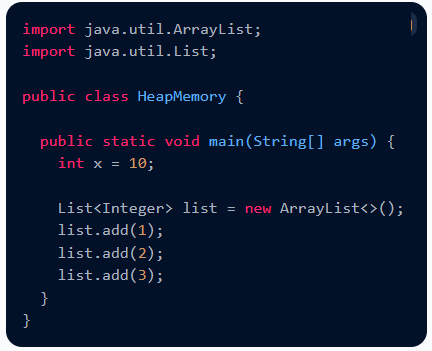 import java.util.ArrayList;
import java.util.List;

public class HeapMemory {

  public static void main(String[] args) {
    int x = 10;

    List<Integer> list = new ArrayList<>();
    list.add(1);
    list.add(2);
    list.add(3);
  }
}